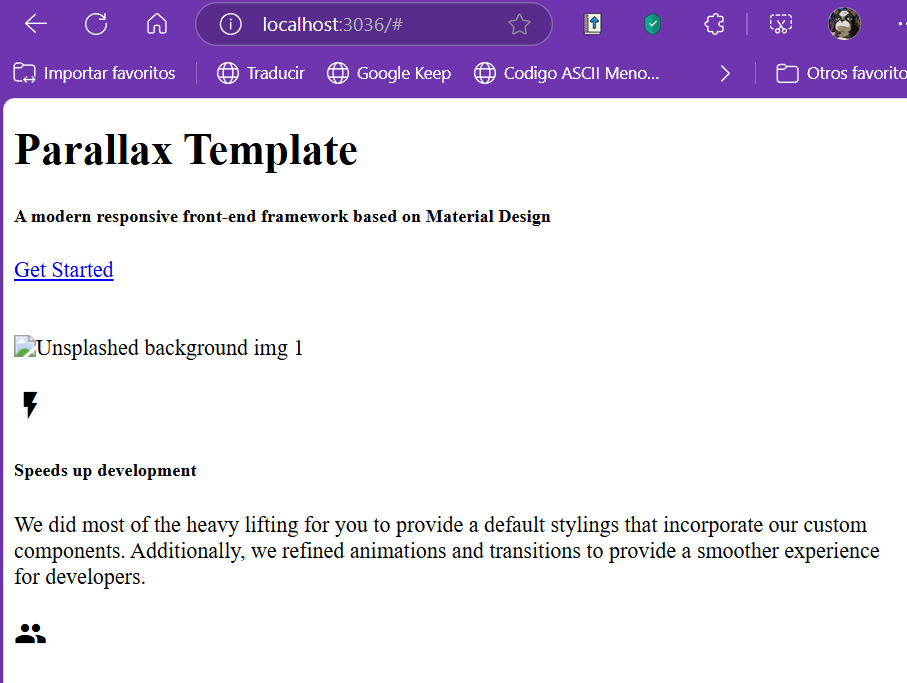 localhost:3036/#
Importar favoritos
Traducir
Google Keep
Codigo ASCII Meno...
Otros favorito
Parallax Template
A modern responsive front-end framework based on Material Design
Get Started
Unsplashed background img 1
Speeds up development
We did most of the heavy lifting for you to provide a default stylings that incorporate our custom
components. Additionally, we refined animations and transitions to provide a smoother experience
for developers.